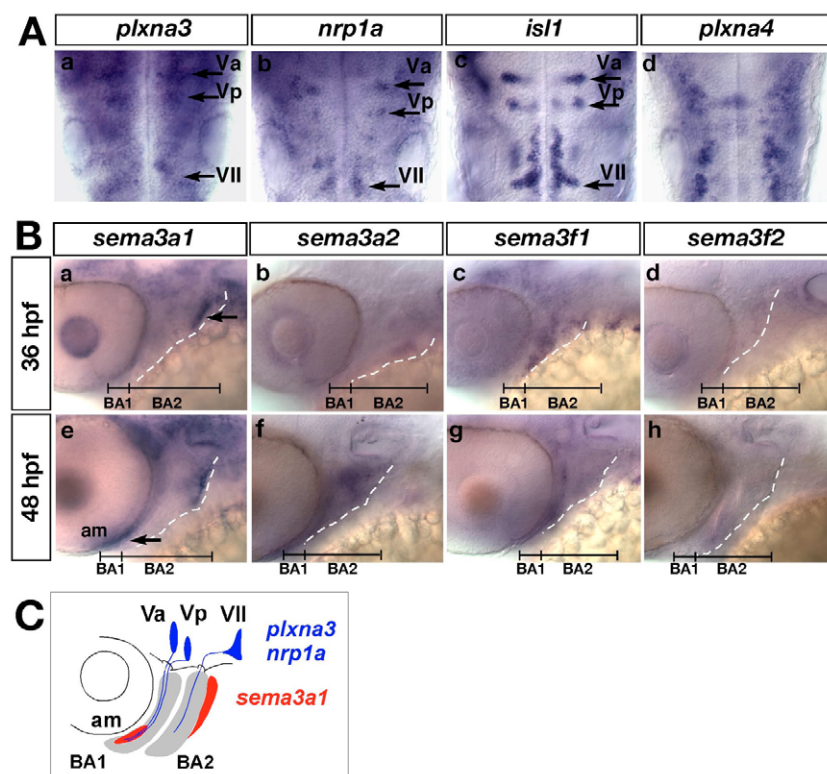 A
plxna3 nrp1a isl1 plxna4
a b c d
Va Va Va
Vp Vp Vp
VII VII VII
B
sema3a1 sema3a2 sema3f1 sema3f2
36 hpf
a b c d
BA1 BA2 BA1 BA2 BA1 BA2 BA1 BA2
48 hpf
e f g h
am
BA1 BA2 BA1 BA2 BA1 BA2 BA1 BA2
C
Va Vp VII
plxna3
nrp1a
sema3a1
am
BA1 BA2